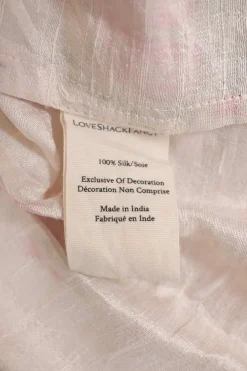 LoveShackFancy
100% Silk/Soie
Exclusive Of Decoration
Décoration Non Comprise
Made in India
Fabriqué en Inde